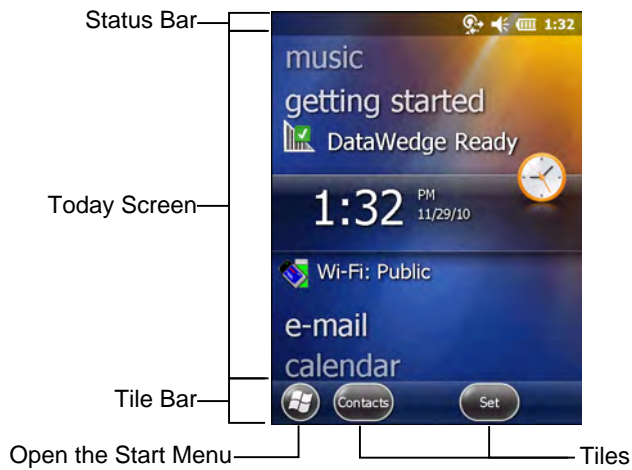 Status Bar
1:32
music
getting started
DataWedge Ready
Today Screen
1:32 PM
11/29/10
Wi-Fi: Public
e-mail
calendar
Tile Bar
Contacts
Set
Open the Start Menu
Tiles